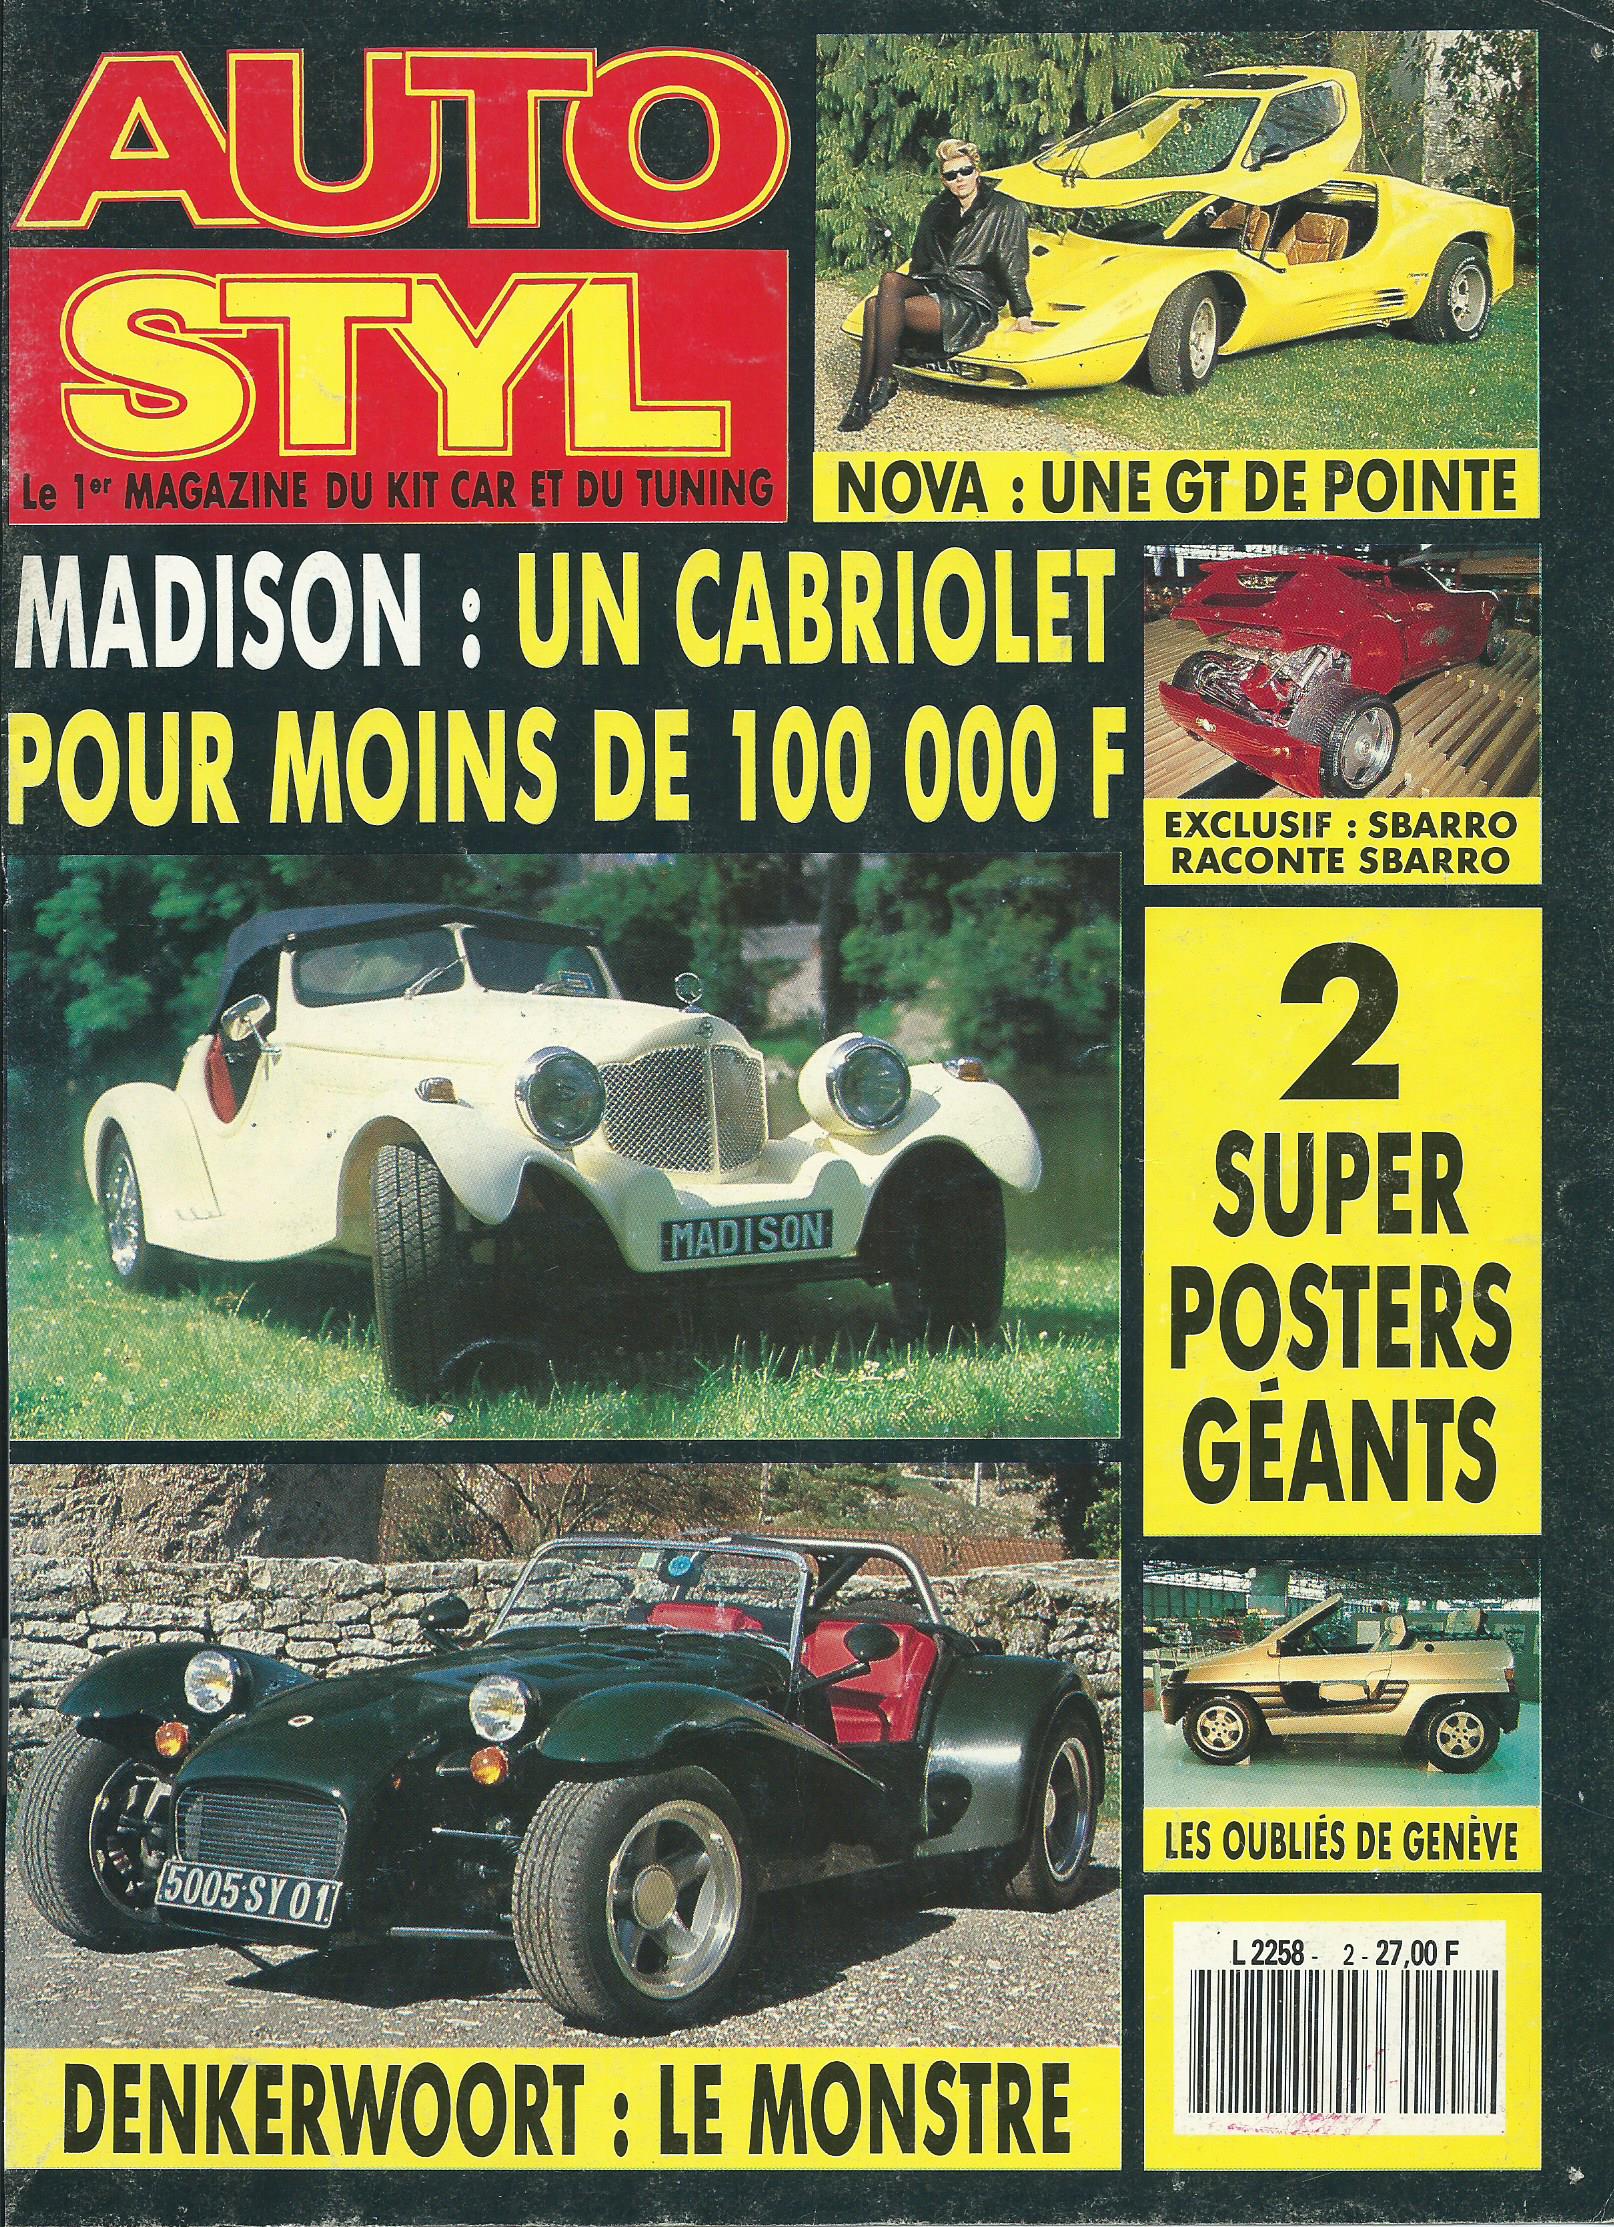 AUTO
STYL
Le 1er MAGAZINE DU KIT CAR ET DU TUNING
NOVA : UNE GT DE POINTE
MADISON : UN CABRIOLET
POUR MOINS DE 100 000 F
EXCLUSIF : SBARRO
RACONTE SBARRO
MADISON
2
SUPER
POSTERS
GÉANTS
5005 SY 01
LES OUBLIÉS DE GENÈVE
DENKERWOORT : LE MONSTRE
L 2258 - 2 - 27,00 F